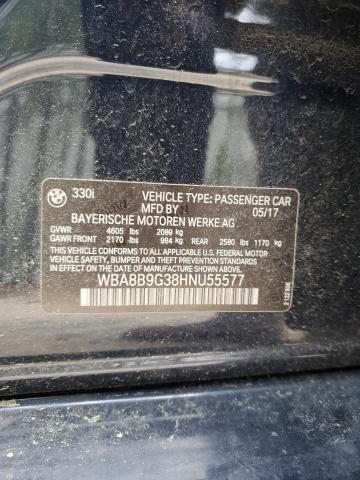 330i VEHICLE TYPE: PASSENGER CAR
MFD BY 05/17
BAYERISCHE MOTOREN WERKE AG
GVWR 4605 lbs 2089 kg
GAWR FRONT 2170 lbs 984 kg REAR 2580 lbs 1170 kg
THIS VEHICLE CONFORMS TO ALL APPLICABLE
U.S. FEDERAL MOTOR VEHICLE SAFETY, BUMPER
AND THEFT PREVENTION STANDARDS IN EFFECT
ON THE DATE OF MANUFACTURE SHOWN ABOVE.
WBA8B9G38HNU55577